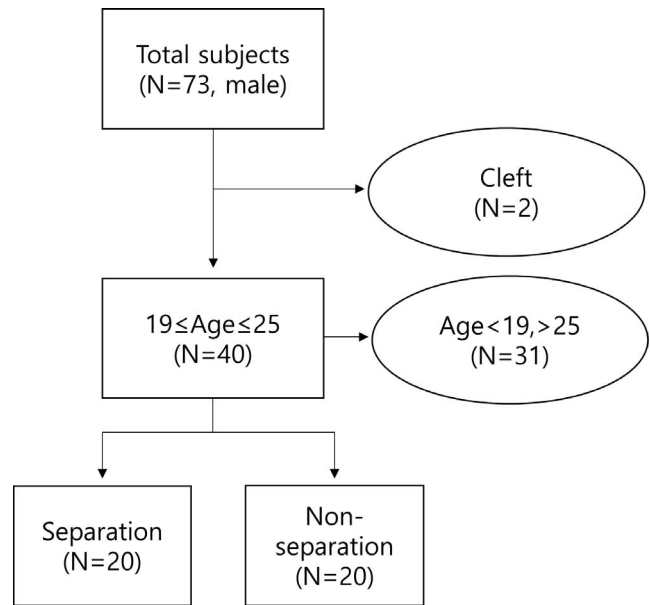 Total subjects
(N=73, male)
Cleft
(N=2)
19≤Age≤25
(N=40)
Age<19,>25
(N=31)
Separation
(N=20)
Non-
separation
(N=20)